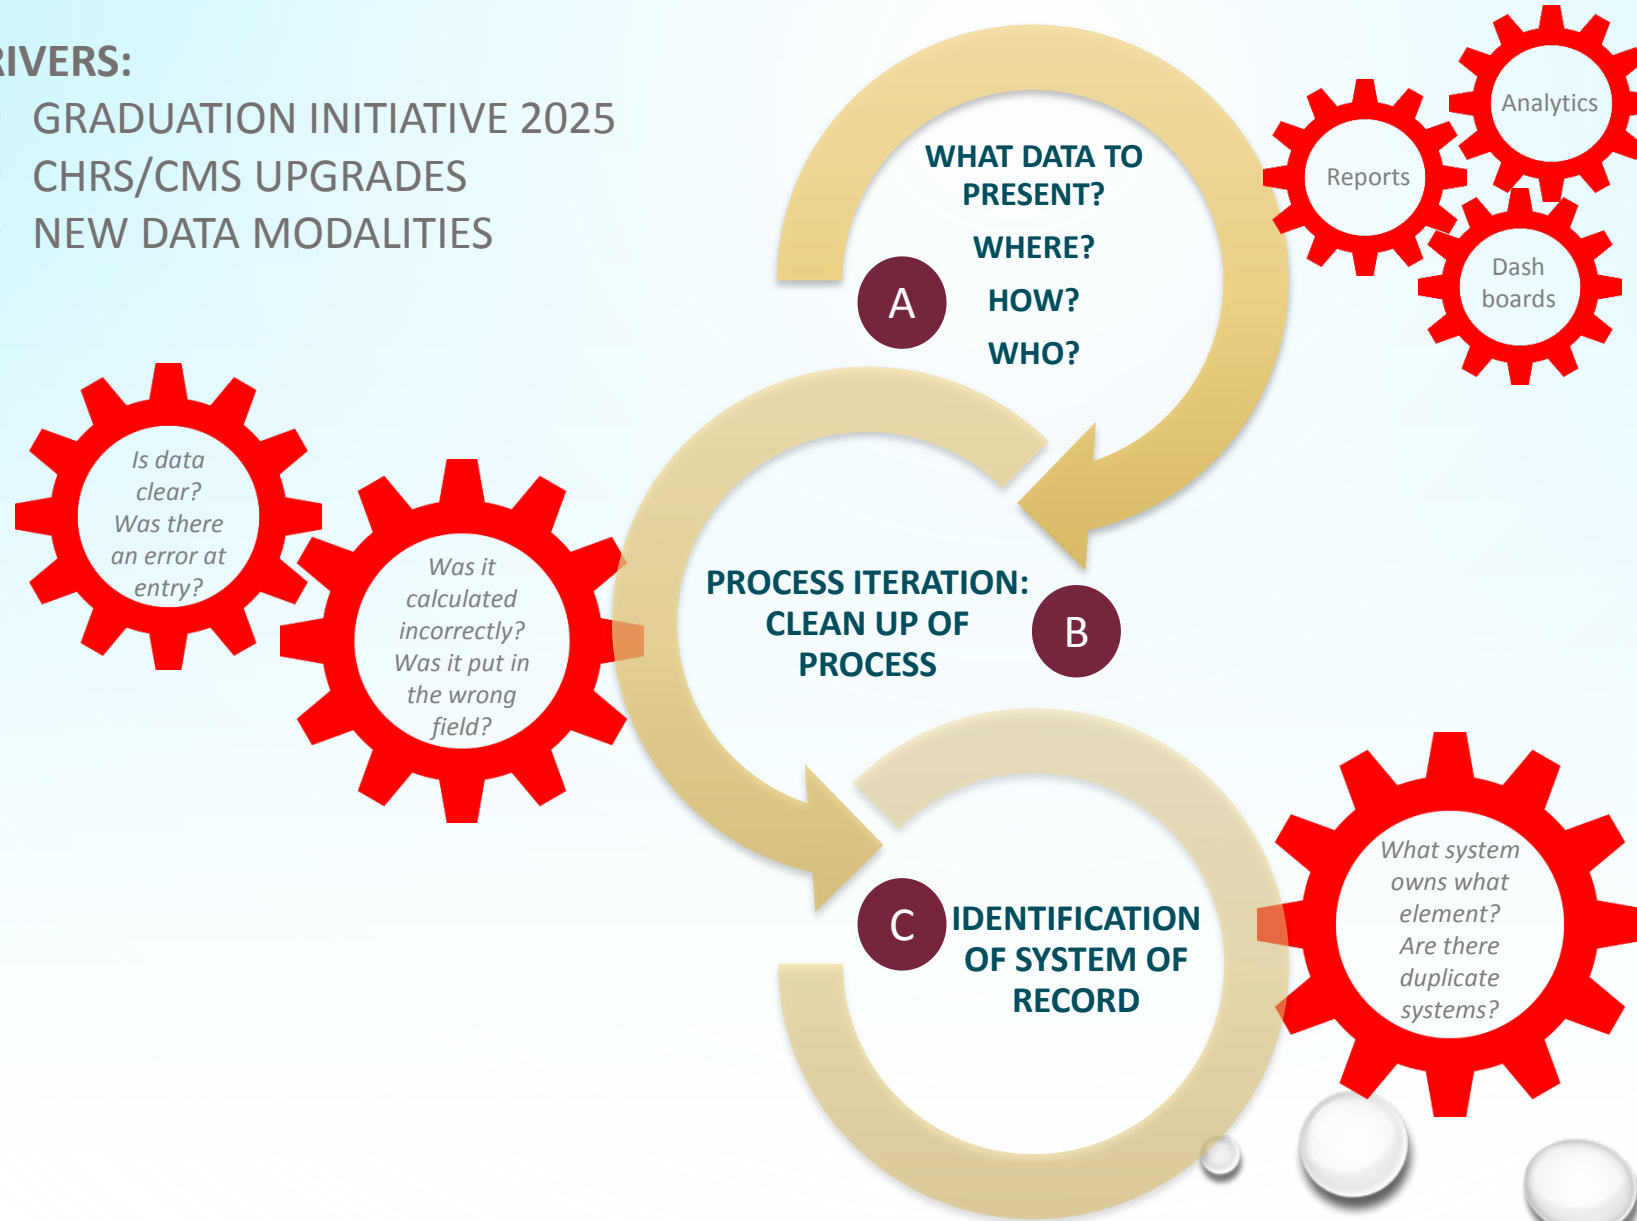 RIVERS:
GRADUATION INITIATIVE 2025
CHRS/CMS UPGRADES
NEW DATA MODALITIES
WHAT DATA TO
PRESENT?
WHERE?
HOW?
WHO?
A
Analytics
Reports
Dash
boards
Is data
clear?
Was there
an error at
entry?
Was it
calculated
incorrectly?
Was it put in
the wrong
field?
PROCESS ITERATION:
CLEAN UP OF
PROCESS
B
C
IDENTIFICATION
OF SYSTEM OF
RECORD
What system
owns what
element?
Are there
duplicate
systems?